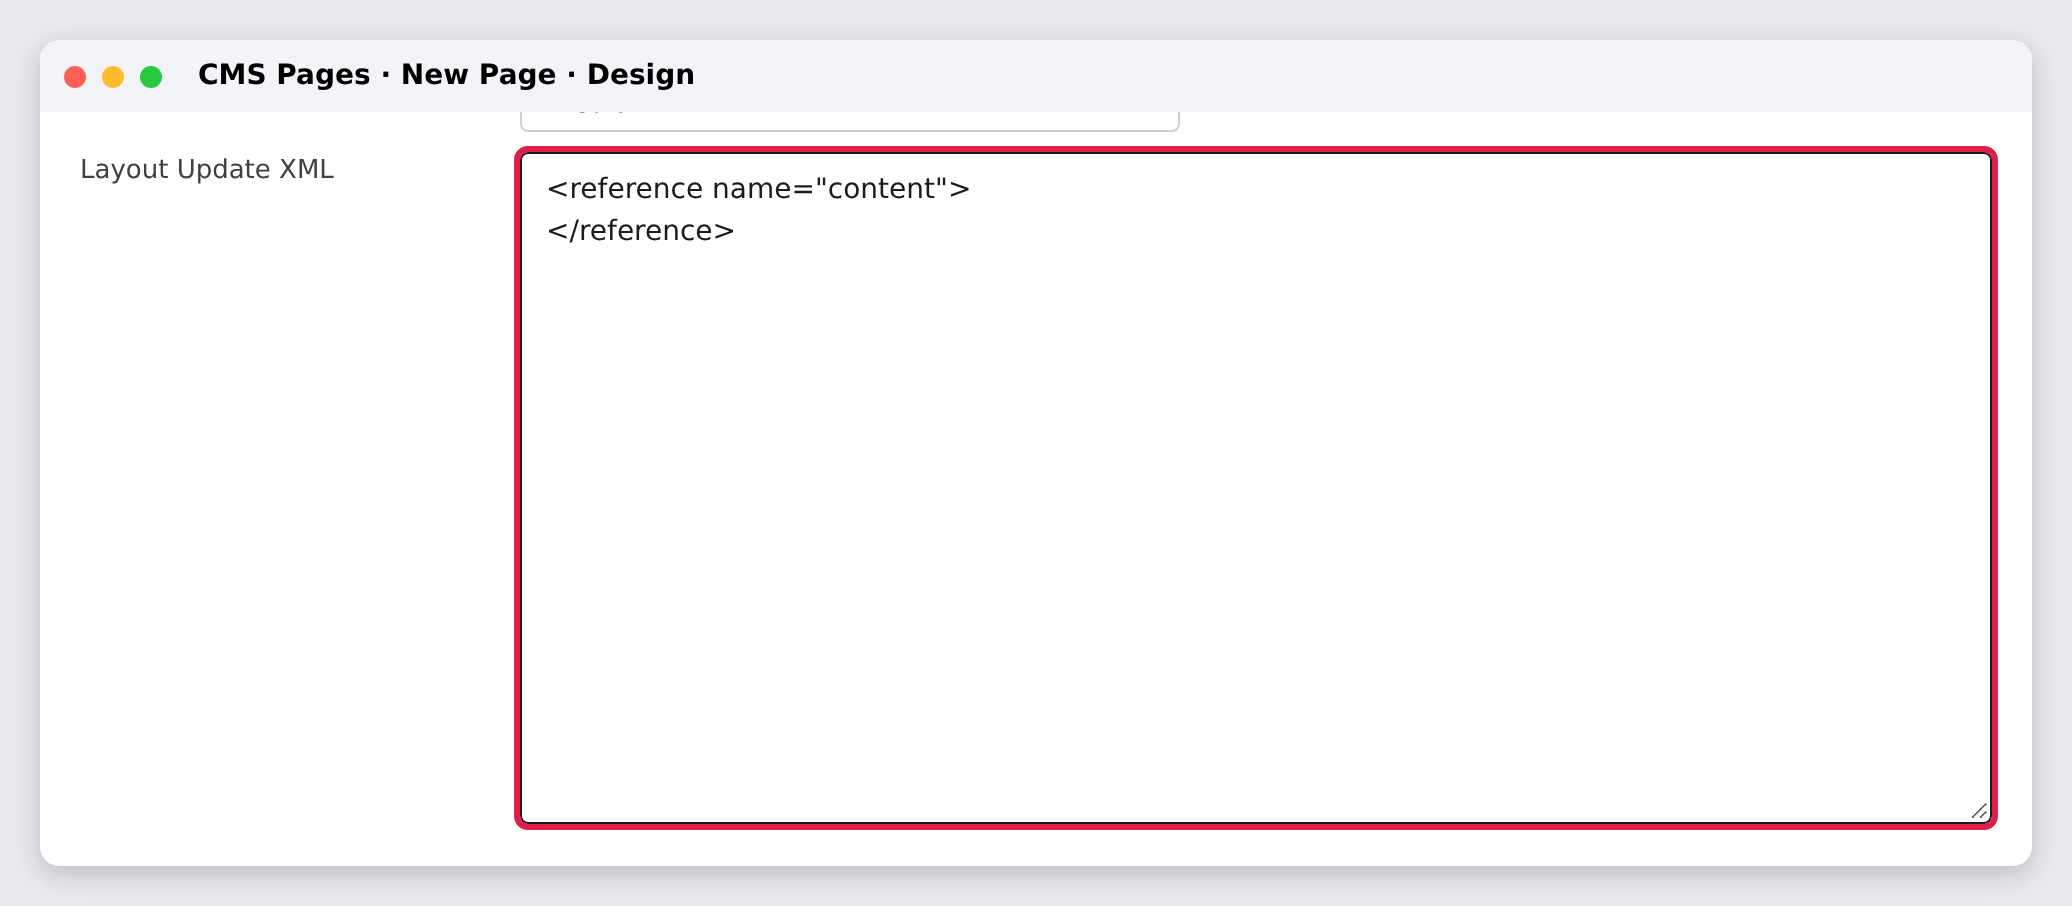 CMS Pages · New Page · Design
Layout Update XML
<reference name="content">
</reference>